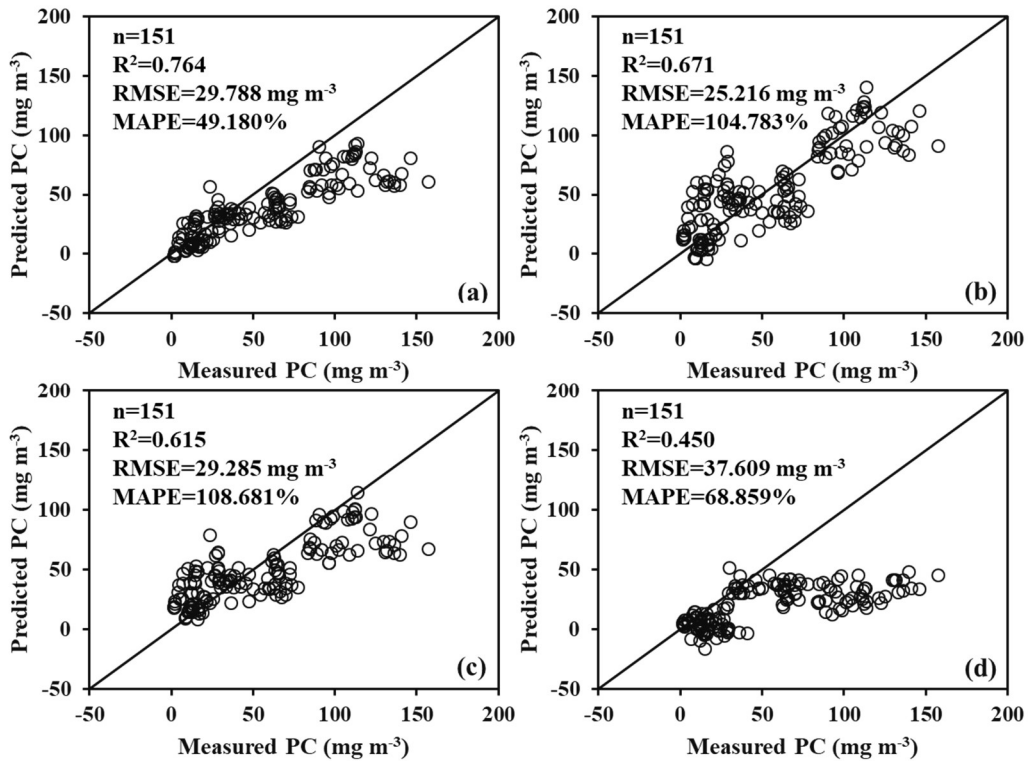 n=151
R²=0.764
RMSE=29.788 mg m⁻³
MAPE=49.180%
200
150
100
50
0
-50
Predicted PC (mg m⁻³)
(a)
-50 0 50 100 150 200
Measured PC (mg m⁻³)
n=151
R²=0.671
RMSE=25.216 mg m⁻³
MAPE=104.783%
200
150
100
50
0
-50
Predicted PC (mg m⁻³)
(b)
-50 0 50 100 150 200
Measured PC (mg m⁻³)
n=151
R²=0.615
RMSE=29.285 mg m⁻³
MAPE=108.681%
200
150
100
50
0
-50
Predicted PC (mg m⁻³)
(c)
-50 0 50 100 150 200
Measured PC (mg m⁻³)
n=151
R²=0.450
RMSE=37.609 mg m⁻³
MAPE=68.859%
200
150
100
50
0
-50
Predicted PC (mg m⁻³)
(d)
-50 0 50 100 150 200
Measured PC (mg m⁻³)